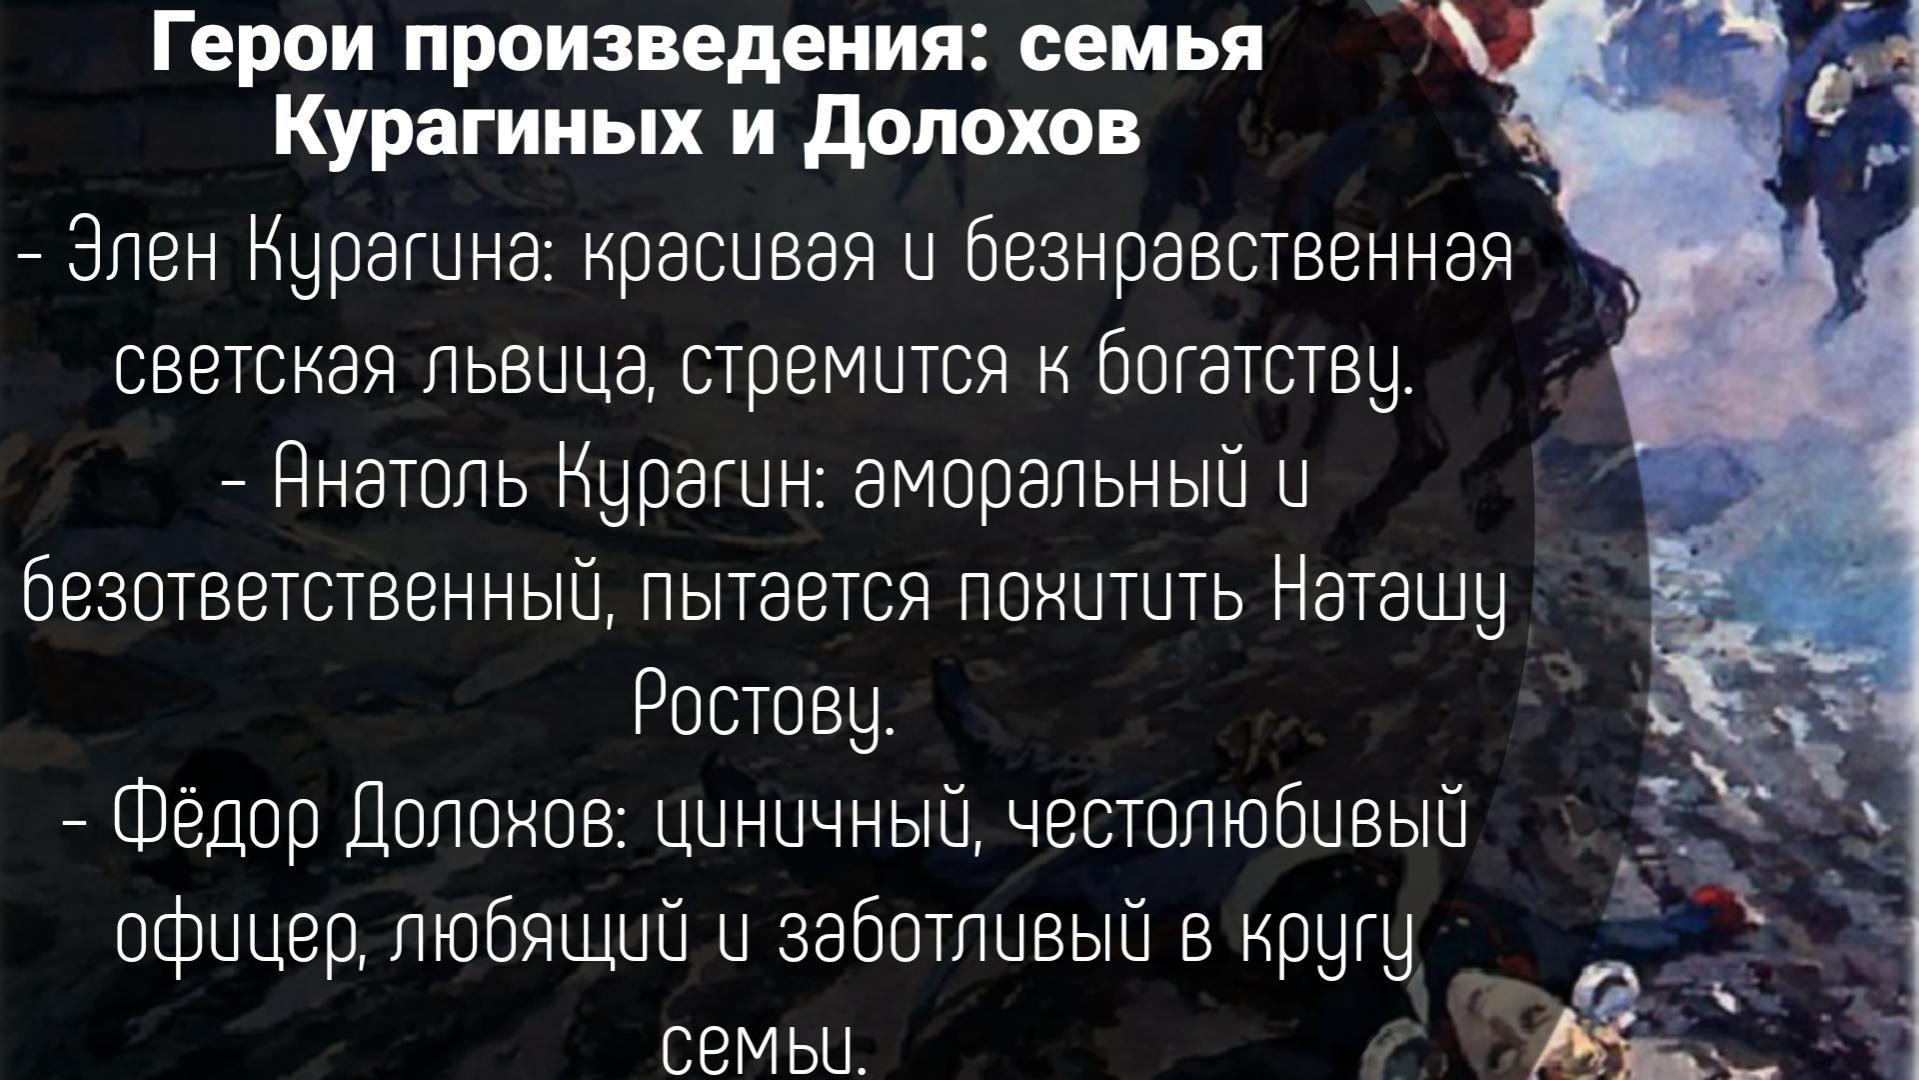 Герои произведения: семья
Курагиных и Долохов
- Элен Курагина: красивая и безнравственная
светская львица, стремится к богатству.
- Анатоль Курагин: аморальный и
безответственный, пытается похитить Наташу
Ростову.
- Фёдор Долохов: циничный, честолюбивый
офицер, любящий и заботливый в кругу
семьи.